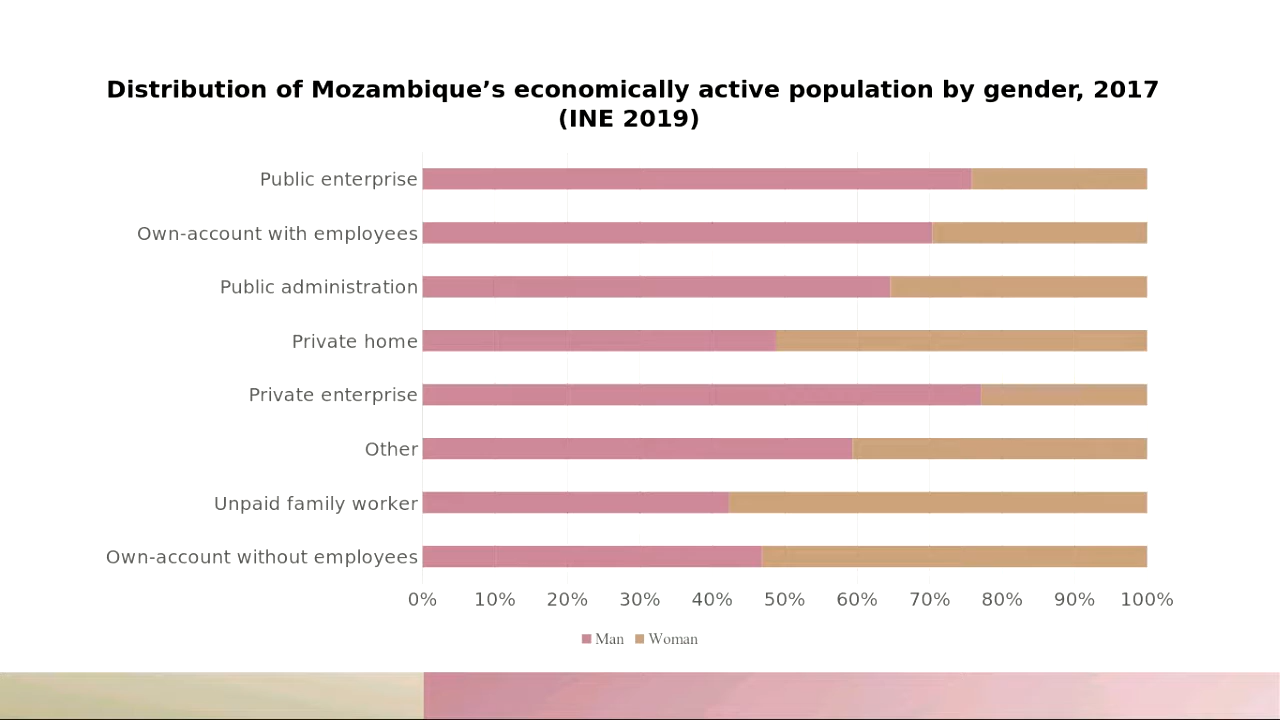 Distribution of Mozambique’s economically active population by gender, 2017
(INE 2019)
Public enterprise
Own-account with employees
Public administration
Private home
Private enterprise
Other
Unpaid family worker
Own-account without employees
0% 10% 20% 30% 40% 50% 60% 70% 80% 90% 100%
Man Woman